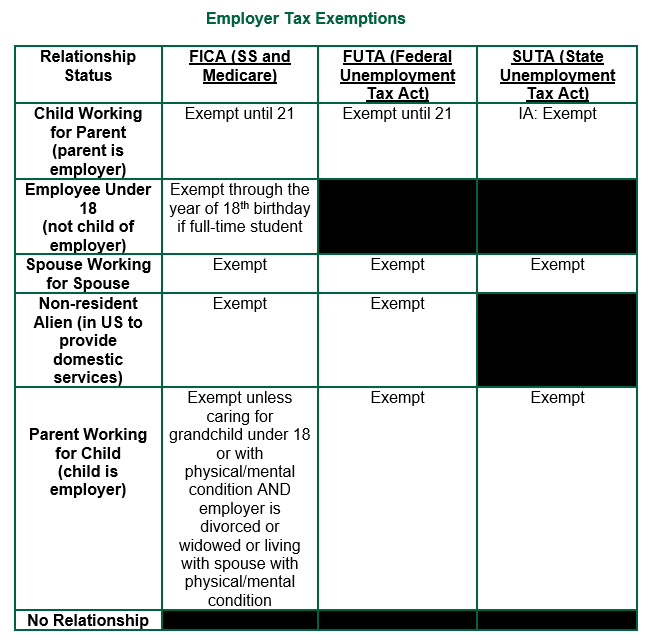 Employer Tax Exemptions
Relationship
Status
FICA (SS and
Medicare)
FUTA (Federal
Unemployment
Tax Act)
SUTA (State
Unemployment
Tax Act)
Child Working
for Parent
(parent is
employer)
Exempt until 21
Exempt until 21
IA: Exempt
Employee Under
18
(not child of
employer)
Exempt through the
year of 18th birthday
if full-time student
Spouse Working
for Spouse
Exempt
Exempt
Exempt
Non-resident
Alien (in US to
provide
domestic
services)
Exempt
Exempt
Parent Working
for Child
(child is
employer)
Exempt unless
caring for
grandchild under 18
or with
physical/mental
condition AND
employer is
divorced or
widowed or living
with spouse with
physical/mental
condition
Exempt
Exempt
No Relationship